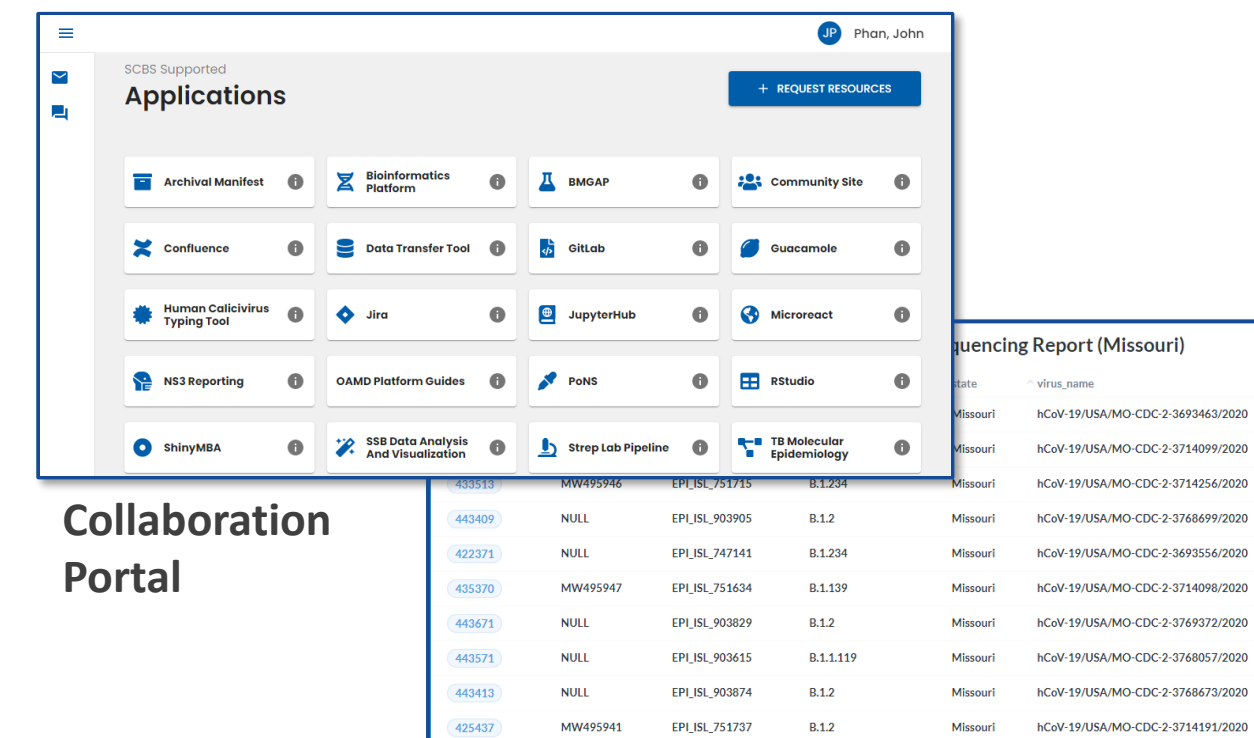 JP Phan, John
SCBS Supported
Applications
+ REQUEST RESOURCES
Archival Manifest
Bioinformatics
Platform
BMGAP
Community Site
Confluence
Data Transfer Tool
GitLab
Guacamole
Human Calicivirus
Typing Tool
Jira
JupyterHub
Microreact
NS3 Reporting
OAMD Platform Guides
PoNS
RStudio
ShinyMBA
SSB Data Analysis
And Visualization
Strep Lab Pipeline
TB Molecular
Epidemiology
Collaboration
Portal
quencing Report (Missouri)
state virus_name
Missouri hCoV-19/USA/MO-CDC-2-3693463/2020
Missouri hCoV-19/USA/MO-CDC-2-3714099/2020
433513 MW495946 EPI_ISL_751715 B.1.234 Missouri hCoV-19/USA/MO-CDC-2-3714256/2020
443409 NULL EPI_ISL_903905 B.1.2 Missouri hCoV-19/USA/MO-CDC-2-3768699/2020
422371 NULL EPI_ISL_747141 B.1.234 Missouri hCoV-19/USA/MO-CDC-2-3693556/2020
435370 MW495947 EPI_ISL_751634 B.1.139 Missouri hCoV-19/USA/MO-CDC-2-3714098/2020
443671 NULL EPI_ISL_903829 B.1.2 Missouri hCoV-19/USA/MO-CDC-2-3769372/2020
443571 NULL EPI_ISL_903615 B.1.1.119 Missouri hCoV-19/USA/MO-CDC-2-3768057/2020
443413 NULL EPI_ISL_903874 B.1.2 Missouri hCoV-19/USA/MO-CDC-2-3768673/2020
425437 MW495941 EPI_ISL_751737 B.1.2 Missouri hCoV-19/USA/MO-CDC-2-3714191/2020